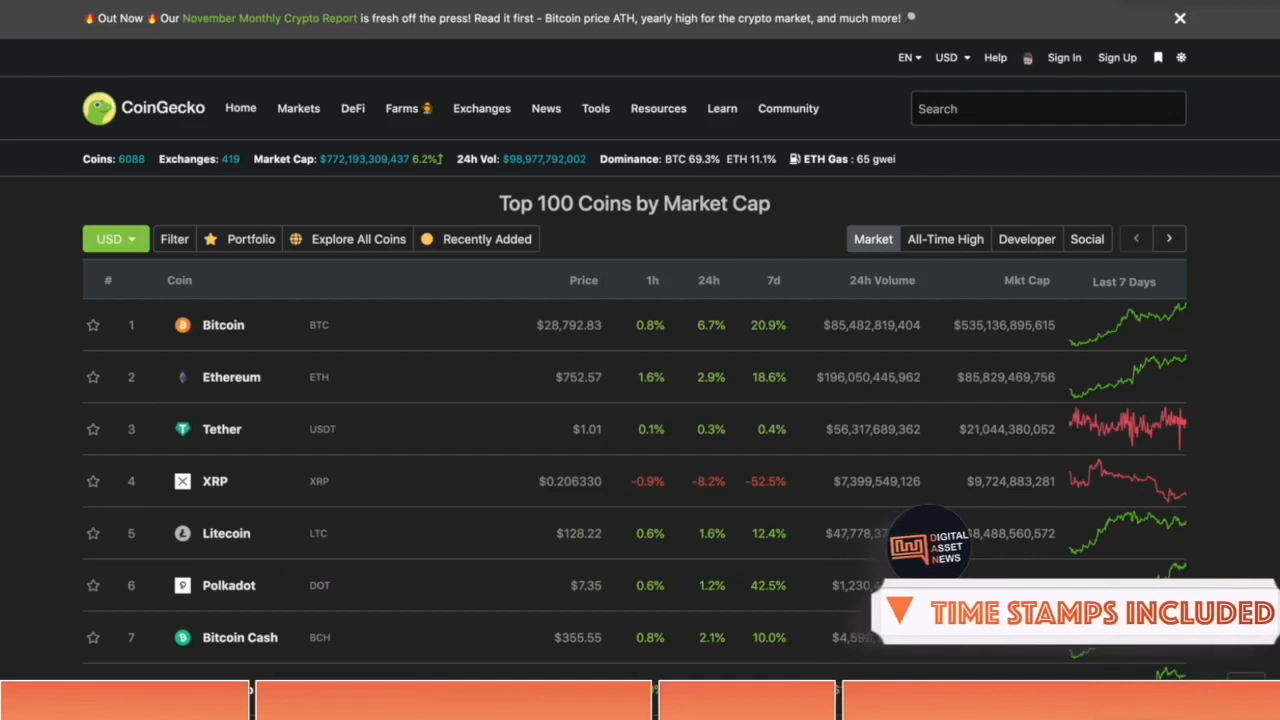 🔥 Out Now 🔥 Our November Monthly Crypto Report is fresh off the press! Read it first - Bitcoin price ATH, yearly high for the crypto market, and much more!
EN USD Help Sign In Sign Up
CoinGecko Home Markets DeFi Farms Exchanges News Tools Resources Learn Community Search
Coins: 6088 Exchanges: 419 Market Cap: $772,193,309,437 6.2% 24h Vol: $98,977,792,002 Dominance: BTC 69.3% ETH 11.1% ETH Gas : 65 gwei
Top 100 Coins by Market Cap
USD Filter Portfolio Explore All Coins Recently Added Market All-Time High Developer Social
# Coin Price 1h 24h 7d 24h Volume Mkt Cap Last 7 Days
1 Bitcoin BTC $28,792.83 0.8% 6.7% 20.9% $85,482,819,404 $535,136,895,615
2 Ethereum ETH $752.57 1.6% 2.9% 18.6% $196,050,445,962 $85,829,469,756
3 Tether USDT $1.01 0.1% 0.3% 0.4% $56,317,689,362 $21,044,380,052
4 XRP XRP $0.206330 -0.9% -8.2% -52.5% $7,399,549,126 $9,724,883,281
5 Litecoin LTC $128.22 0.6% 1.6% 12.4%
DIGITAL
ASSET
NEWS
6 Polkadot DOT $7.35 0.6% 1.2% 42.5%
TIME STAMPS INCLUDED
7 Bitcoin Cash BCH $355.55 0.8% 2.1% 10.0%